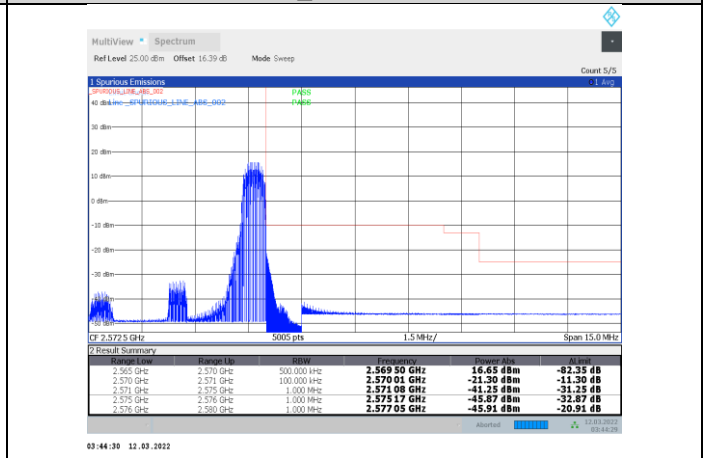 MultiView Spectrum
Ref Level 25.00 dBm Offset 16.39 dB Mode Sweep
Count 5/5
1 Spurious Emissions 1 Avg
_SPURIOUS_LINE_ABS_002 PASS
40 dBm Line _SPURIOUS_LINE_ABS_002 PASS
30 dBm
20 dBm
10 dBm
0 dBm
-10 dBm
-20 dBm
-30 dBm
CF 2.5725 GHz 5005 pts 1.5 MHz/ Span 15.0 MHz
2 Result Summary
Range Low Range Up RBW Frequency Power Abs ΔLimit
2.565 GHz 2.570 GHz 500.000 kHz 2.569 50 GHz 16.65 dBm -82.35 dB
2.570 GHz 2.571 GHz 100.000 kHz 2.570 01 GHz -21.30 dBm -11.30 dB
2.571 GHz 2.575 GHz 1.000 MHz 2.571 08 GHz -41.25 dBm -31.25 dB
2.575 GHz 2.576 GHz 1.000 MHz 2.575 17 GHz -45.87 dBm -32.87 dB
2.576 GHz 2.580 GHz 1.000 MHz 2.577 05 GHz -45.91 dBm -20.91 dB
Aborted 12.03.2022
03:44:29
03:44:30 12.03.2022